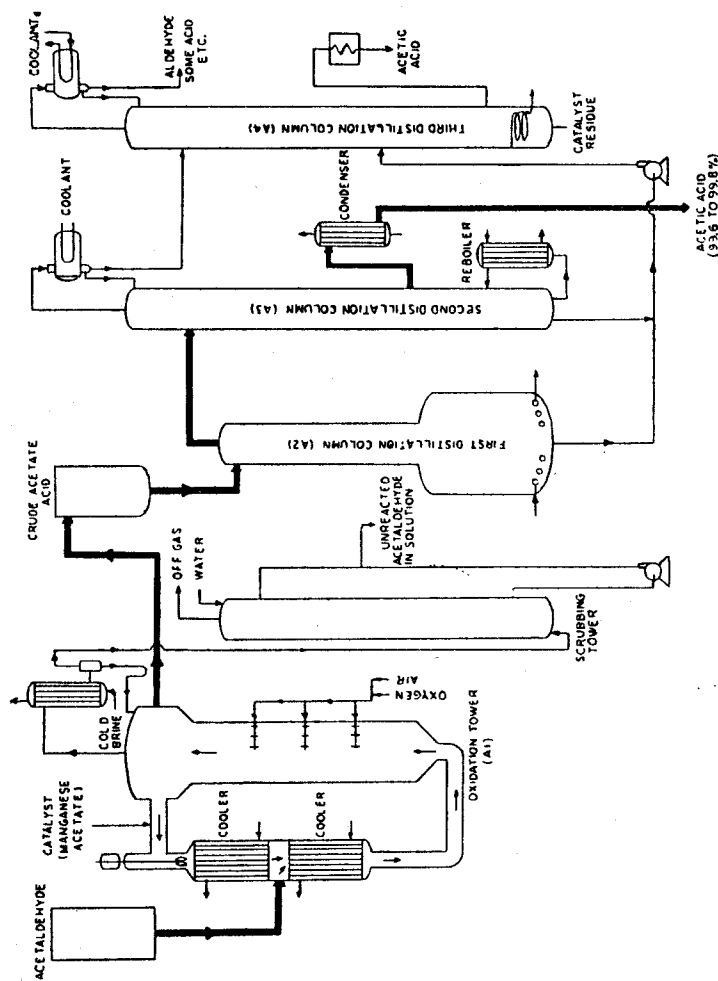 ACETALDEHYDE
CATALYST
(MANGANESE
ACETATE)
COOLER
COOLER
COLD
BRINE
OXYGEN
AIR
OXIDATION TOWER
(A1)
CRUDE ACETATE
ACID
OFF GAS
WATER
UNREACTED
ACETALDEHYDE
IN SOLUTION
SCRUBBING
TOWER
FIRST DISTILLATION COLUMN (A2)
COOLANT
SECOND DISTILLATION COLUMN (A3)
CONDENSER
REBOILER
ACETIC ACID
(99.6 TO 99.8%)
COOLANT
ALDEHYDE
SOME ACID
ETC.
THIRD DISTILLATION COLUMN (A4)
ACETIC
ACID
CATALYST
RESIDUE